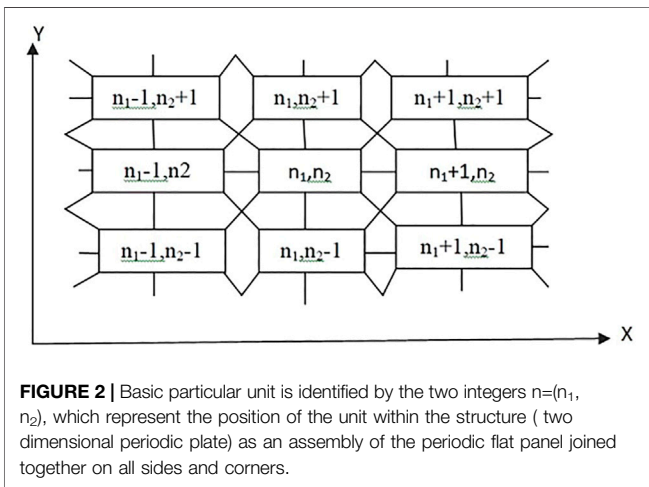 Y
n₁-1,n₂+1 n₁,n₂+1 n₁+1,n₂+1
n₁-1,n2 n₁,n₂ n₁+1,n₂
n₁-1,n₂-1 n₁,n₂-1 n₁+1,n₂-1
X
FIGURE 2 | Basic particular unit is identified by the two integers n=(n₁,
n₂), which represent the position of the unit within the structure ( two
dimensional periodic plate) as an assembly of the periodic flat panel joined
together on all sides and corners.